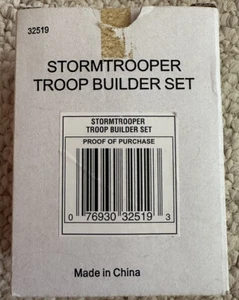 32519
STORMTROOPER
TROOP BUILDER SET
STORMTROOPER
TROOP BUILDER SET
PROOF OF PURCHASE
0 76930 32519 3
Made in China